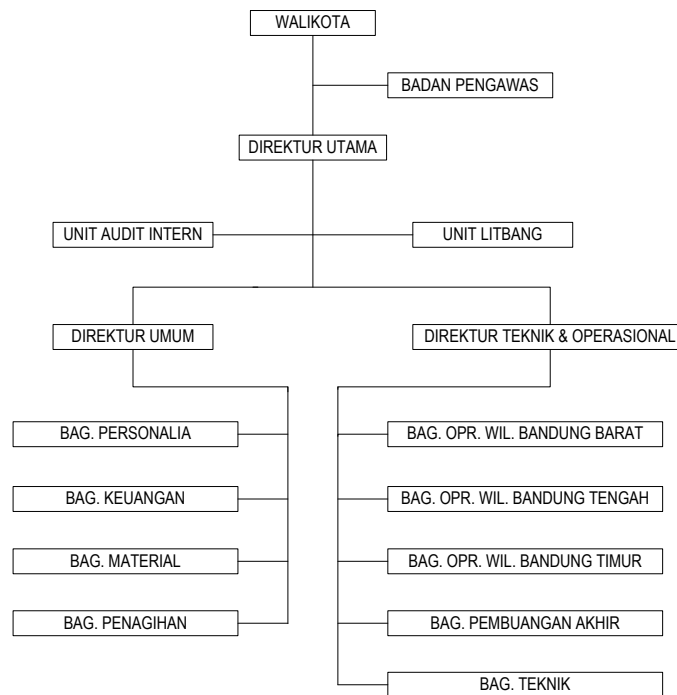 WALIKOTA
BADAN PENGAWAS
DIREKTUR UTAMA
UNIT AUDIT INTERN
UNIT LITBANG
DIREKTUR UMUM
DIREKTUR TEKNIK & OPERASIONAL
BAG. PERSONALIA
BAG. KEUANGAN
BAG. MATERIAL
BAG. PENAGIHAN
BAG. OPR. WIL. BANDUNG BARAT
BAG. OPR. WIL. BANDUNG TENGAH
BAG. OPR. WIL. BANDUNG TIMUR
BAG. PEMBUANGAN AKHIR
BAG. TEKNIK